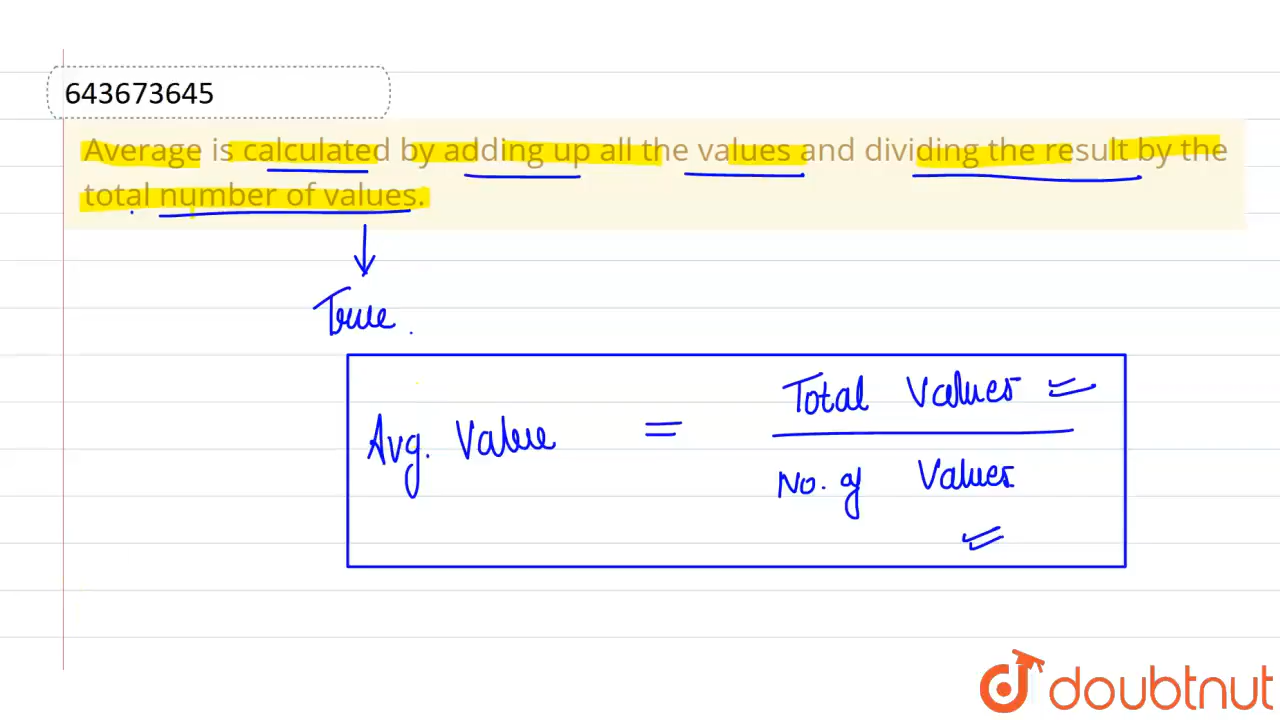 643673645
Average is calculated by adding up all the values and dividing the result by the
total number of values.
True.
Total Values
Avg. Value =
No. of Values
doubtnut